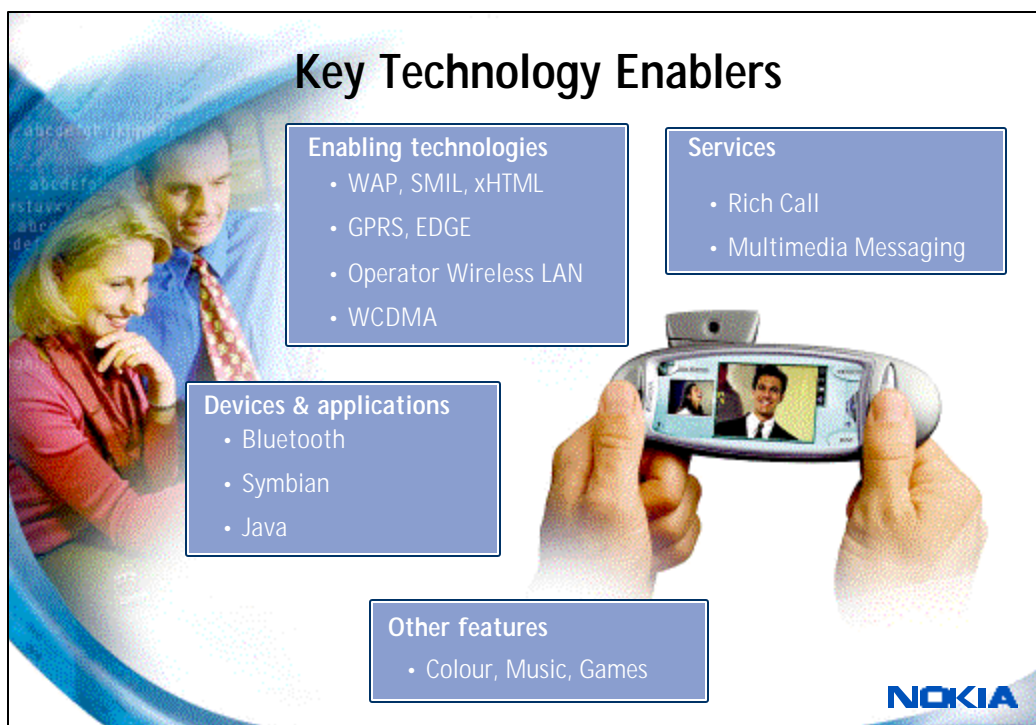 Key Technology Enablers
Enabling technologies
• WAP, SMIL, xHTML
• GPRS, EDGE
• Operator Wireless LAN
• WCDMA
Services
• Rich Call
• Multimedia Messaging
Devices & applications
• Bluetooth
• Symbian
• Java
Other features
• Colour, Music, Games
NOKIA